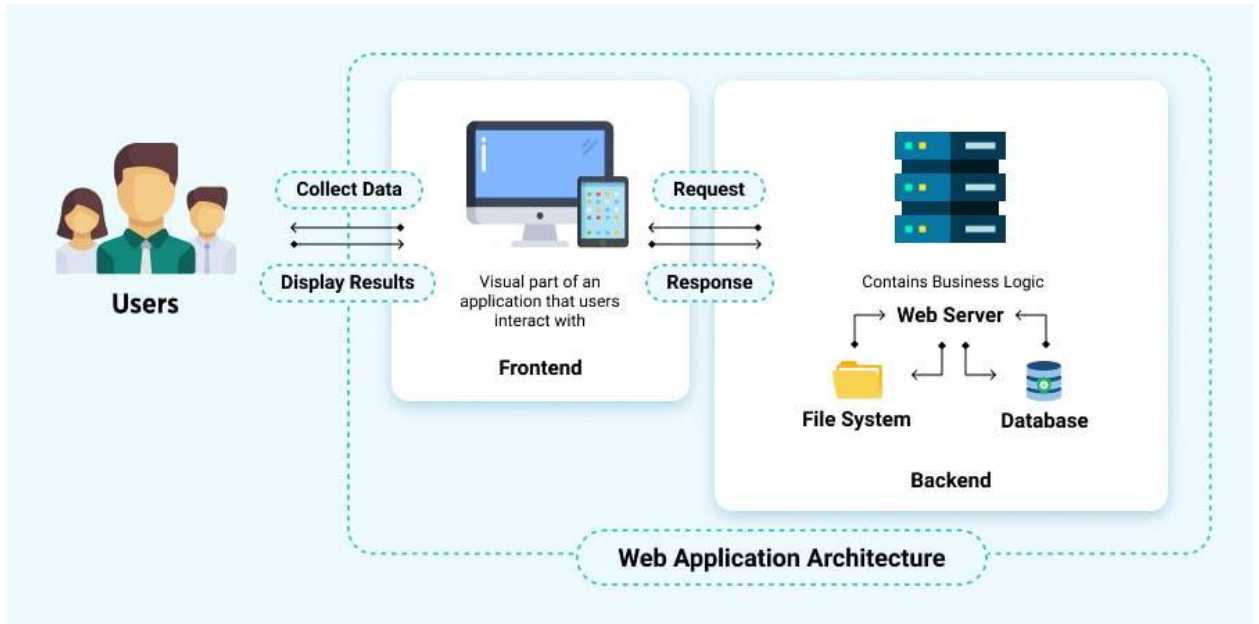 Collect Data
Display Results
Users
Visual part of an
application that users
interact with
Frontend
Request
Response
Contains Business Logic
Web Server
File System
Database
Backend
Web Application Architecture